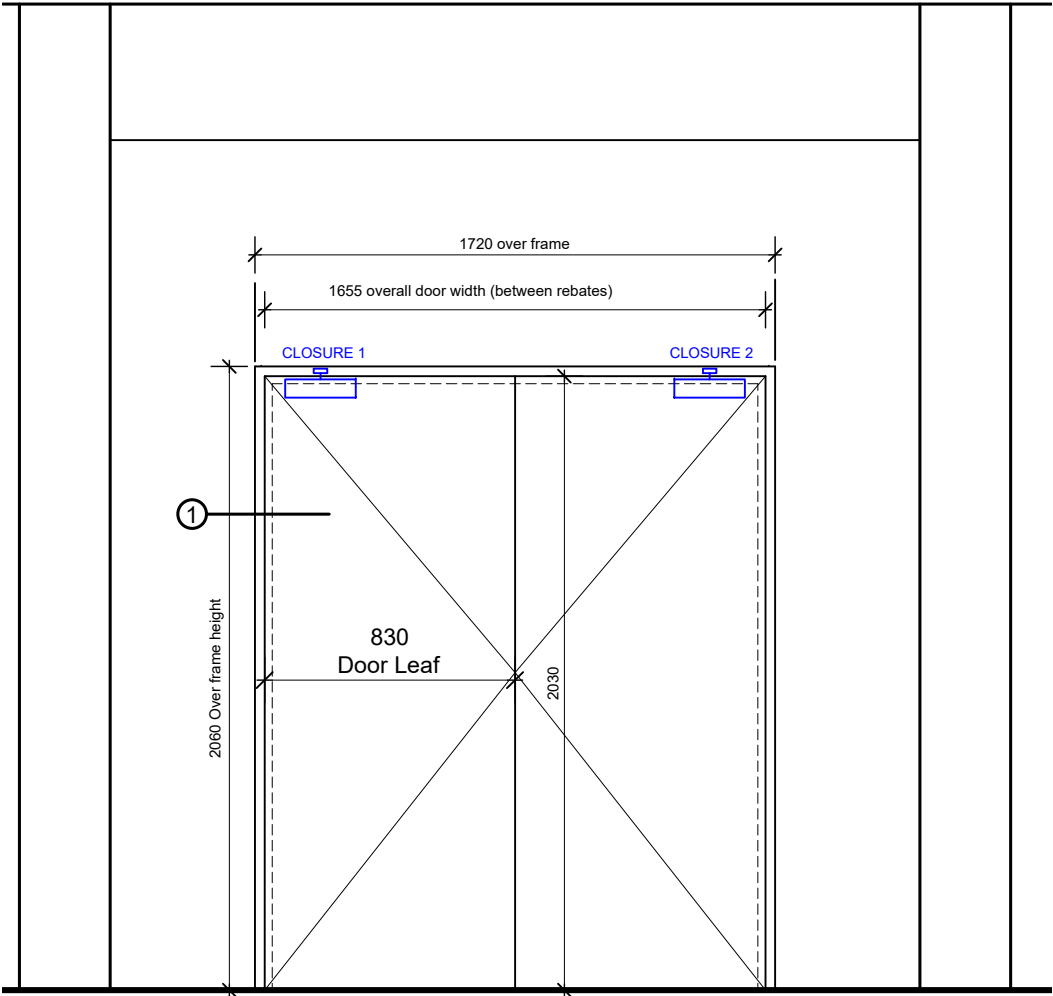 1720 over frame
1655 overall door width (between rebates)
CLOSURE 1
CLOSURE 2
1
2060 Over frame height
830
Door Leaf
2030